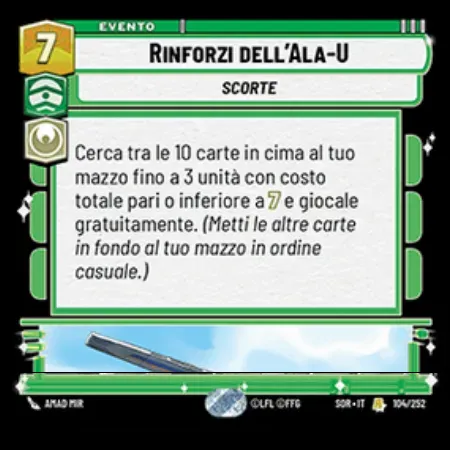 7
EVENTO
RINFORZI DELL'ALA-U
SCORTE
Cerca tra le 10 carte in cima al tuo
mazzo fino a 3 unità con costo
totale pari o inferiore a 7 e giocale
gratuitamente. (Metti le altre carte
in fondo al tuo mazzo in ordine
casuale.)
AMAD MIR
©LFL ©FFG
SOR • IT
104/252